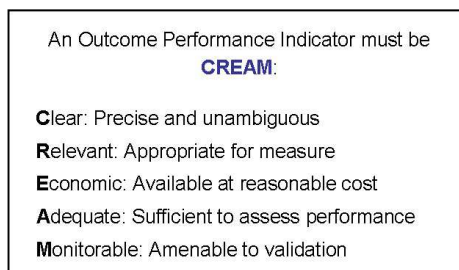 An Outcome Performance Indicator must be
CREAM:
Clear: Precise and unambiguous
Relevant: Appropriate for measure
Economic: Available at reasonable cost
Adequate: Sufficient to assess performance
Monitorable: Amenable to validation